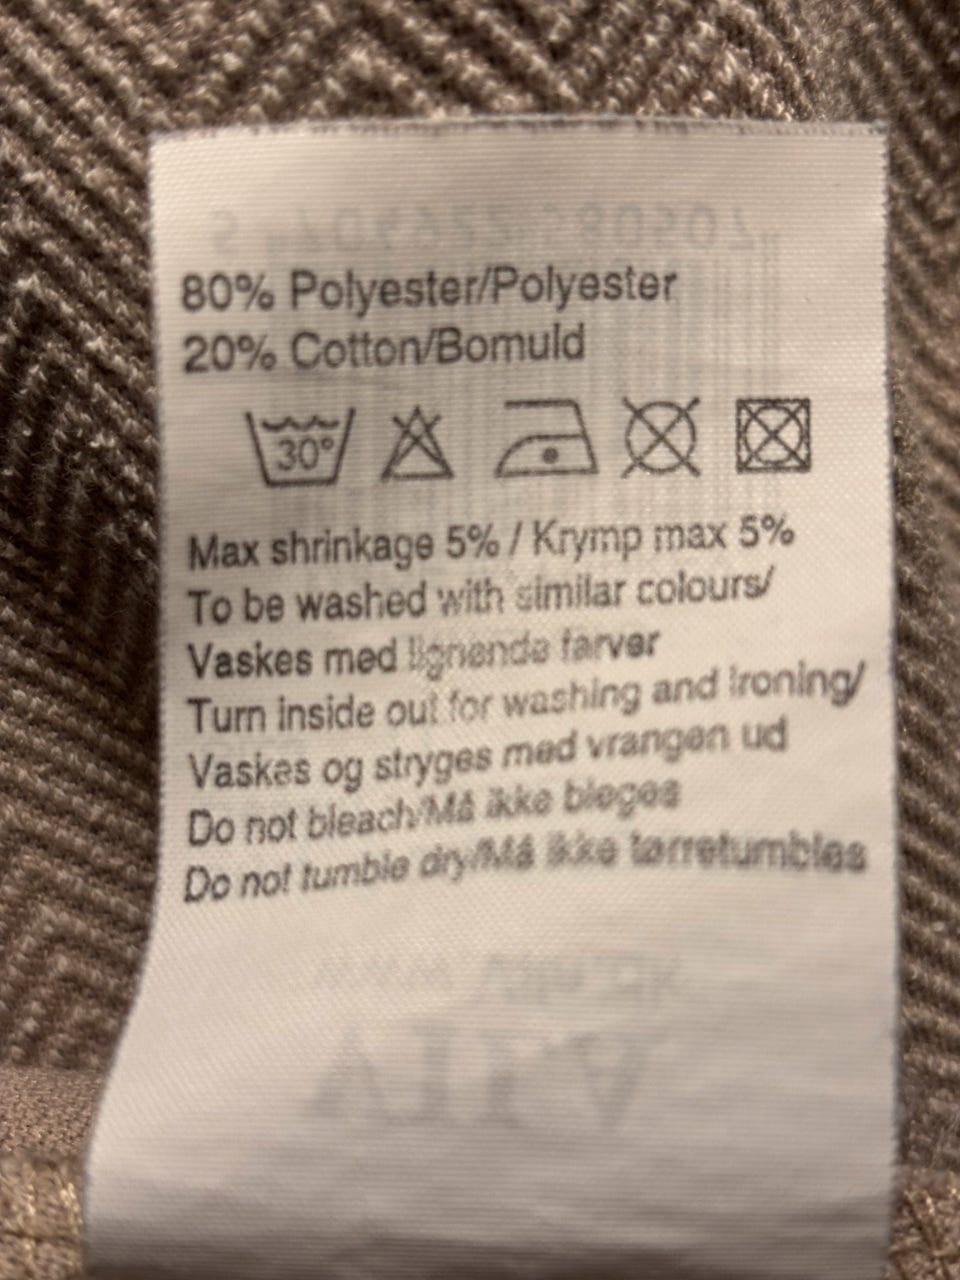 80% Polyester/Polyester
20% Cotton/Bomuld
30°
Max shrinkage 5% / Krymp max 5%
To be washed with similar colours/
Vaskes med lignende farver
Turn inside out for washing and ironing/
Vaskes og stryges med vrangen ud
Do not bleach/Må ikke bleges
Do not tumble dry/Må ikke tørretumbles